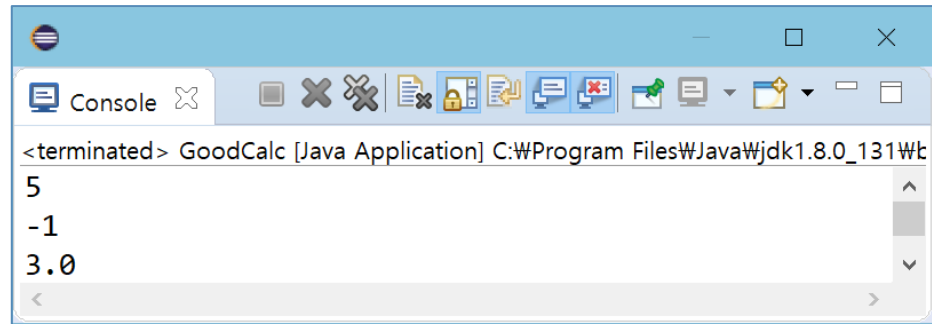 Console
<terminated> GoodCalc [Java Application] C:₩Program Files₩Java₩jdk1.8.0_131₩b
5
-1
3.0